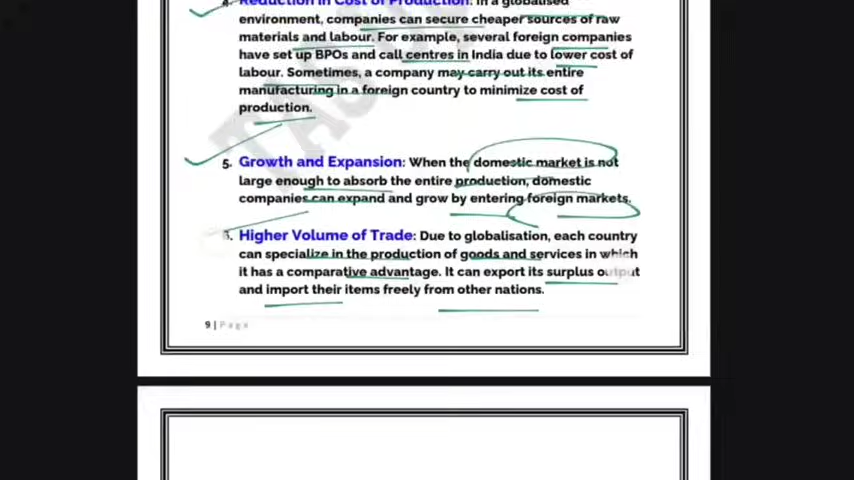 4. Reduction in Cost of Production: In a globalised
environment, companies can secure cheaper sources of raw
materials and labour. For example, several foreign companies
have set up BPOs and call centres in India due to lower cost of
labour. Sometimes, a company may carry out its entire
manufacturing in a foreign country to minimize cost of
production.
5. Growth and Expansion: When the domestic market is not
large enough to absorb the entire production, domestic
companies can expand and grow by entering foreign markets.
6. Higher Volume of Trade: Due to globalisation, each country
can specialize in the production of goods and services in which
it has a comparative advantage. It can export its surplus output
and import their items freely from other nations.
9 | Page